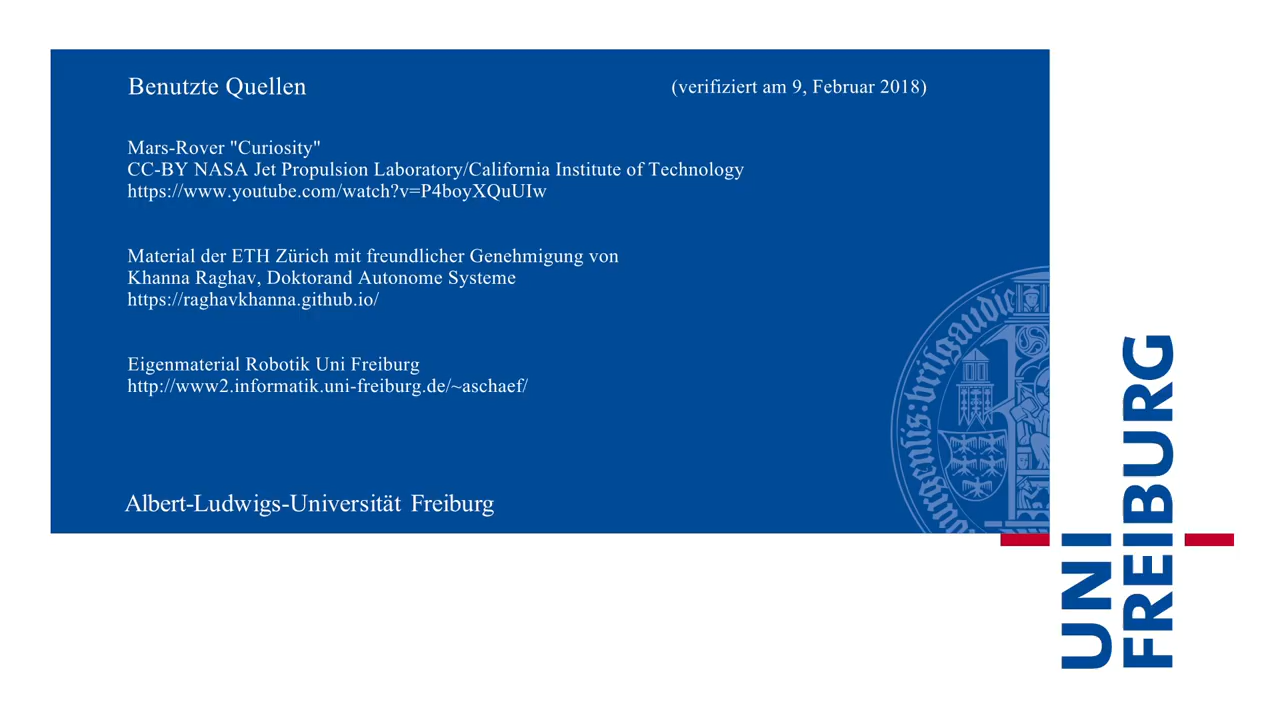 Benutzte Quellen
(verifiziert am 9, Februar 2018)
Mars-Rover "Curiosity"
CC-BY NASA Jet Propulsion Laboratory/California Institute of Technology
https://www.youtube.com/watch?v=P4boyXQuUIw
Material der ETH Zürich mit freundlicher Genehmigung von
Khanna Raghav, Doktorand Autonome Systeme
https://raghavkhanna.github.io/
Eigenmaterial Robotik Uni Freiburg
http://www2.informatik.uni-freiburg.de/~aschaef/
Albert-Ludwigs-Universität Freiburg
UNI
FREIBURG